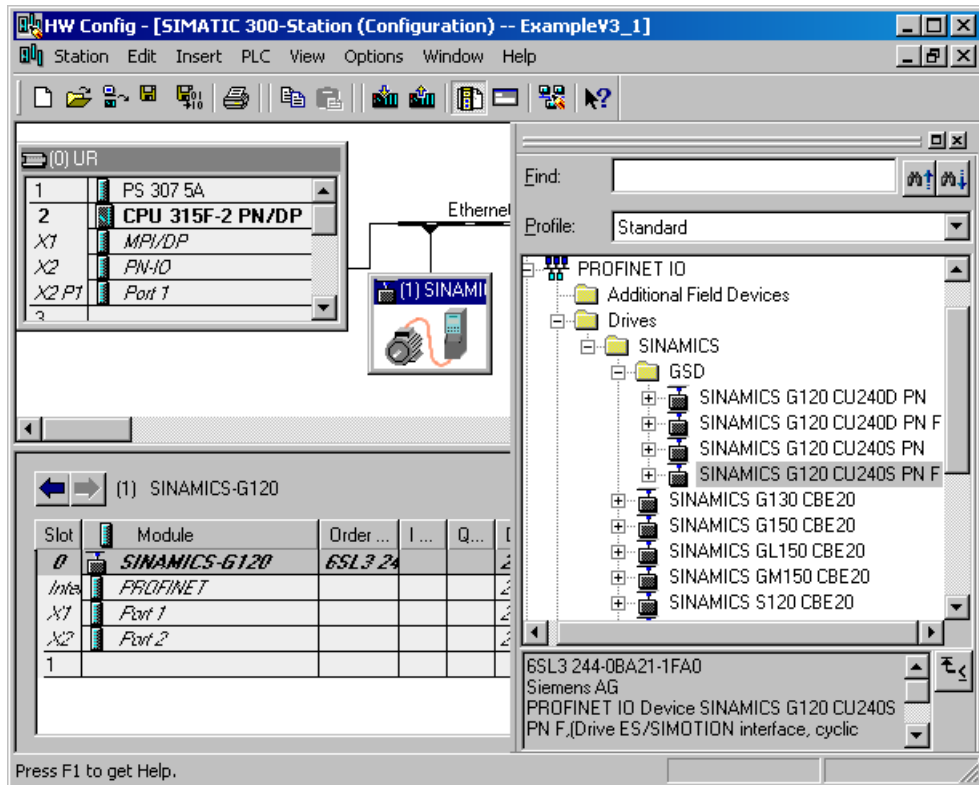 HW Config - [SIMATIC 300-Station (Configuration) -- ExampleV3_1]
Station Edit Insert PLC View Options Window Help
(0) UR
1 PS 307 5A
2 CPU 315F-2 PN/DP
X1 MPI/DP
X2 PN-IO
X2 P1 Port 1
3
Ethernet
(1) SINAMI
Find:
Profile: Standard
PROFINET IO
Additional Field Devices
Drives
SINAMICS
GSD
SINAMICS G120 CU240D PN
SINAMICS G120 CU240D PN F
SINAMICS G120 CU240S PN
SINAMICS G120 CU240S PN F
SINAMICS G130 CBE20
SINAMICS G150 CBE20
SINAMICS GL150 CBE20
SINAMICS GM150 CBE20
SINAMICS S120 CBE20
(1) SINAMICS-G120
Slot Module Order ... I ... Q... D
0 SINAMICS-G120 6SL3 24 2
Inte PROFINET 2
X1 Port 1 2
X2 Port 2 2
1
6SL3 244-0BA21-1FA0
Siemens AG
PROFINET IO Device SINAMICS G120 CU240S
PN F,(Drive ES/SIMOTION interface, cyclic
Press F1 to get Help.